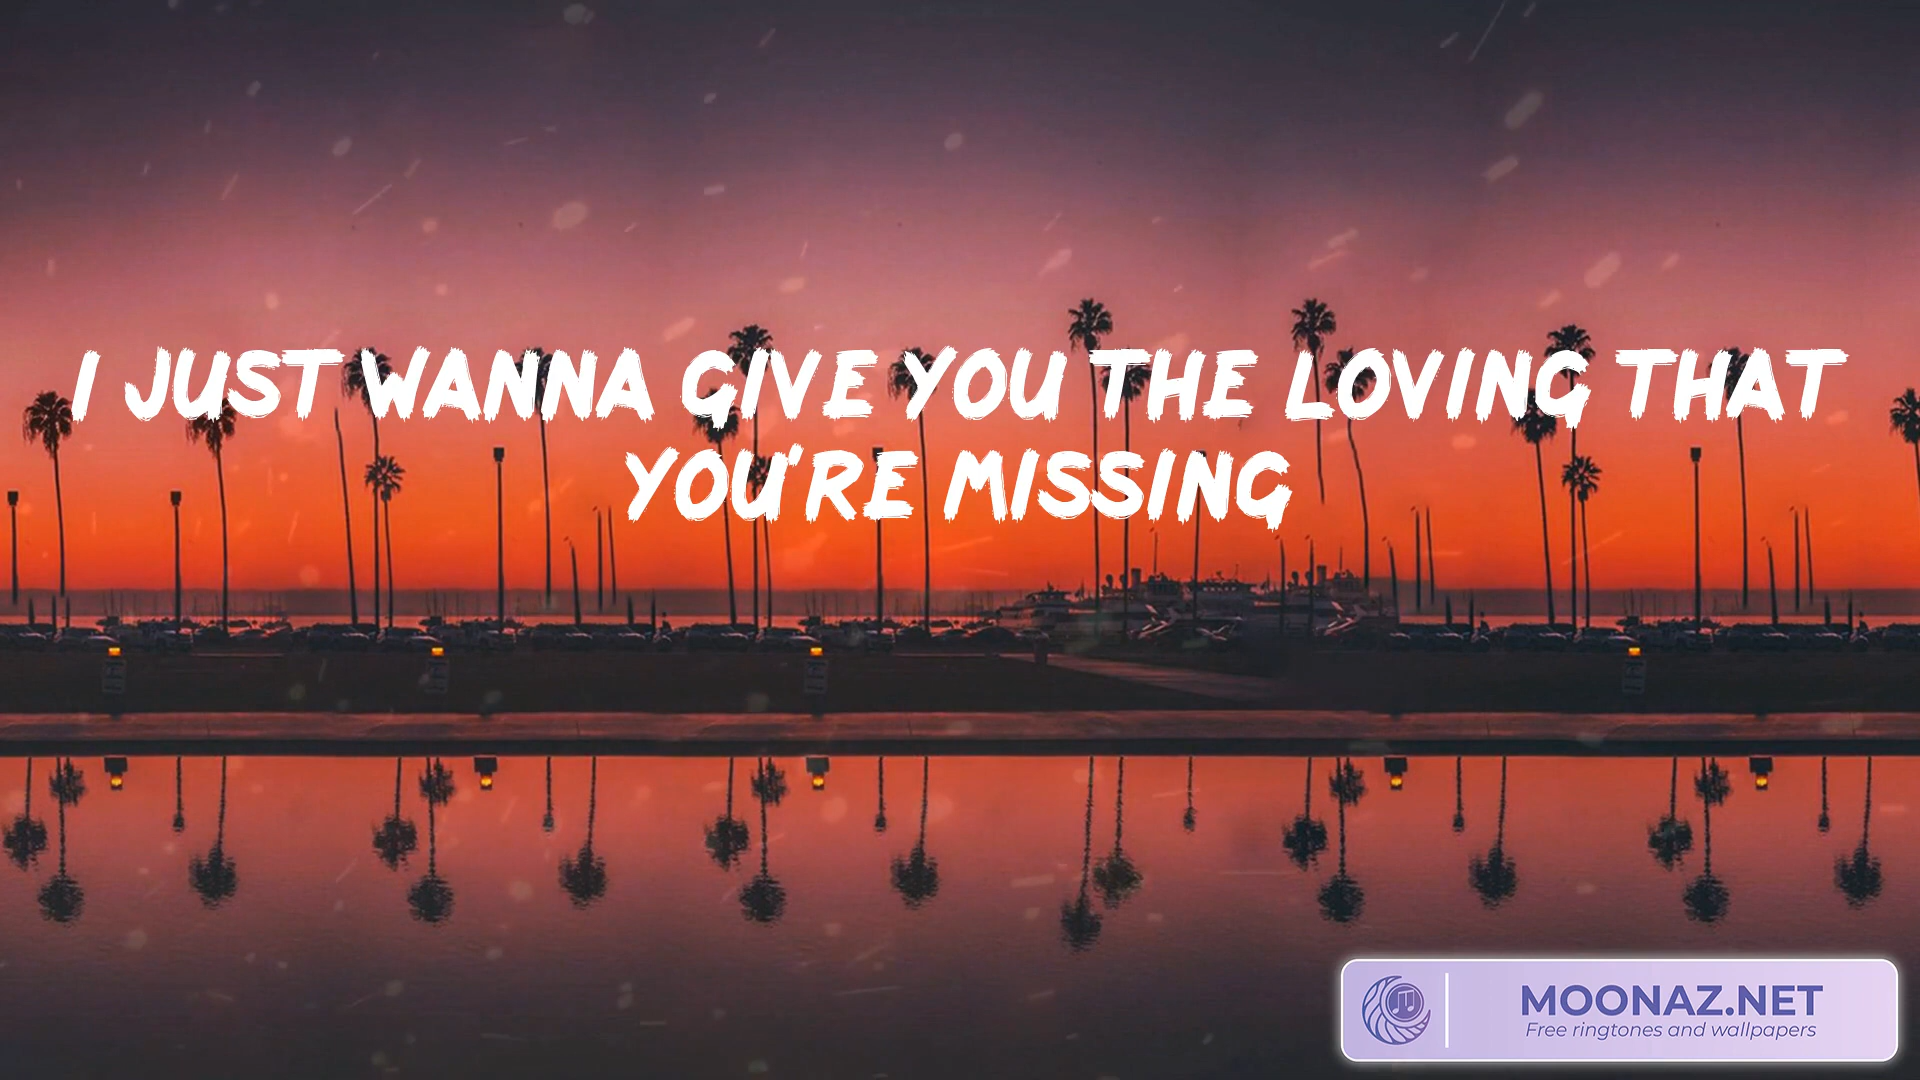 I JUST WANNA GIVE YOU THE LOVING THAT
YOU'RE MISSING
MOONAZ.NET
Free ringtones and wallpapers